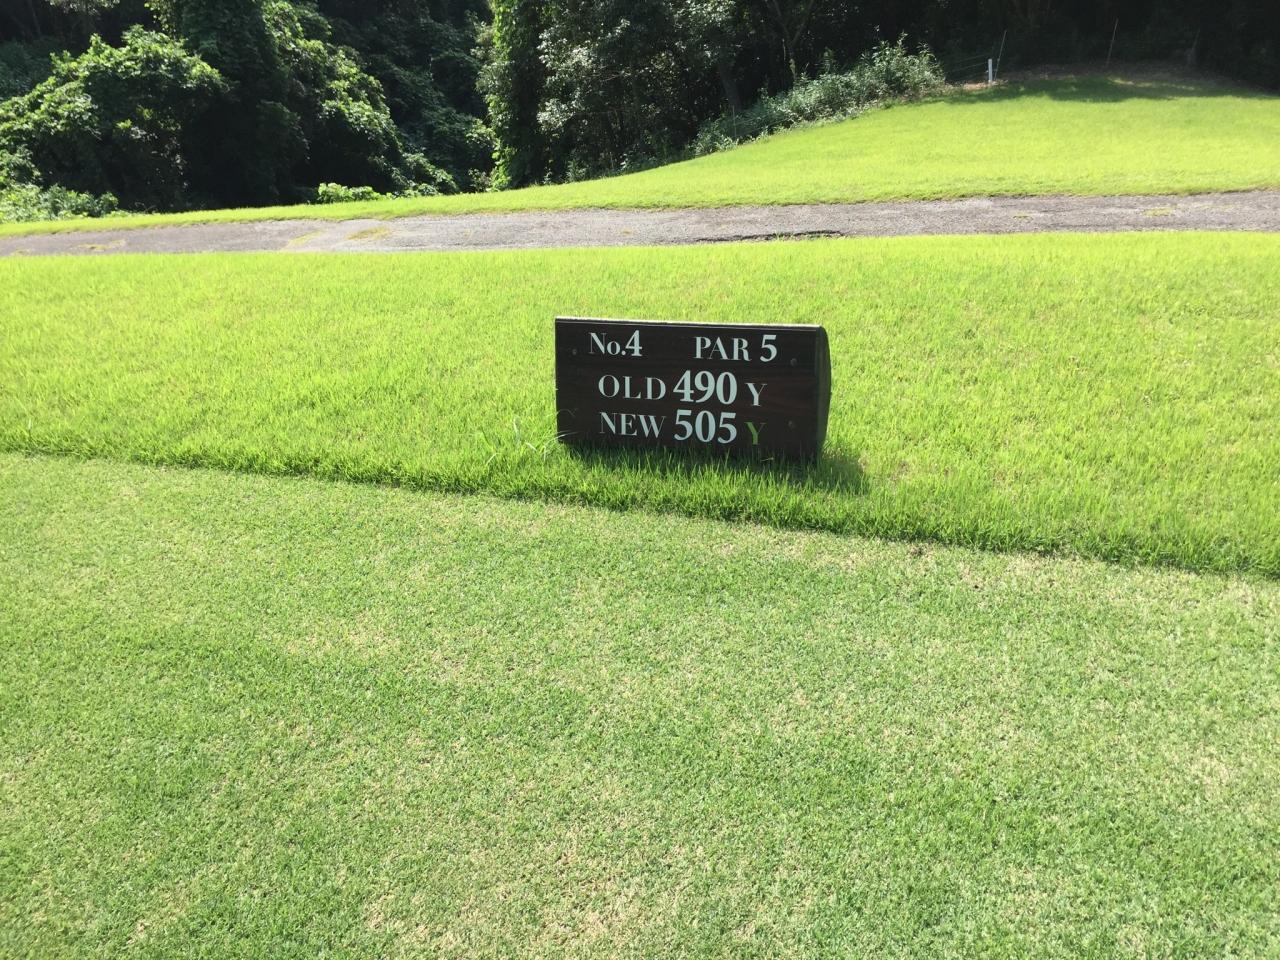 No.4 PAR 5
OLD 490 Y
NEW 505 Y